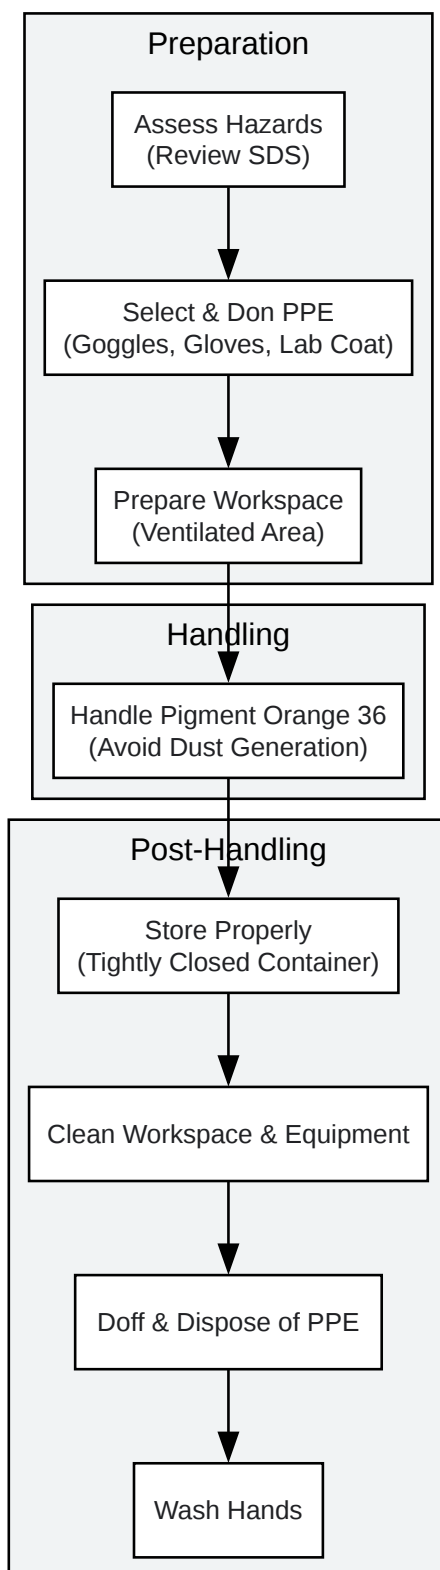 Preparation
Assess Hazards
(Review SDS)
Select & Don PPE
(Goggles, Gloves, Lab Coat)
Prepare Workspace
(Ventilated Area)
Handling
Handle Pigment Orange 36
(Avoid Dust Generation)
Post-Handling
Store Properly
(Tightly Closed Container)
Clean Workspace & Equipment
Doff & Dispose of PPE
Wash Hands